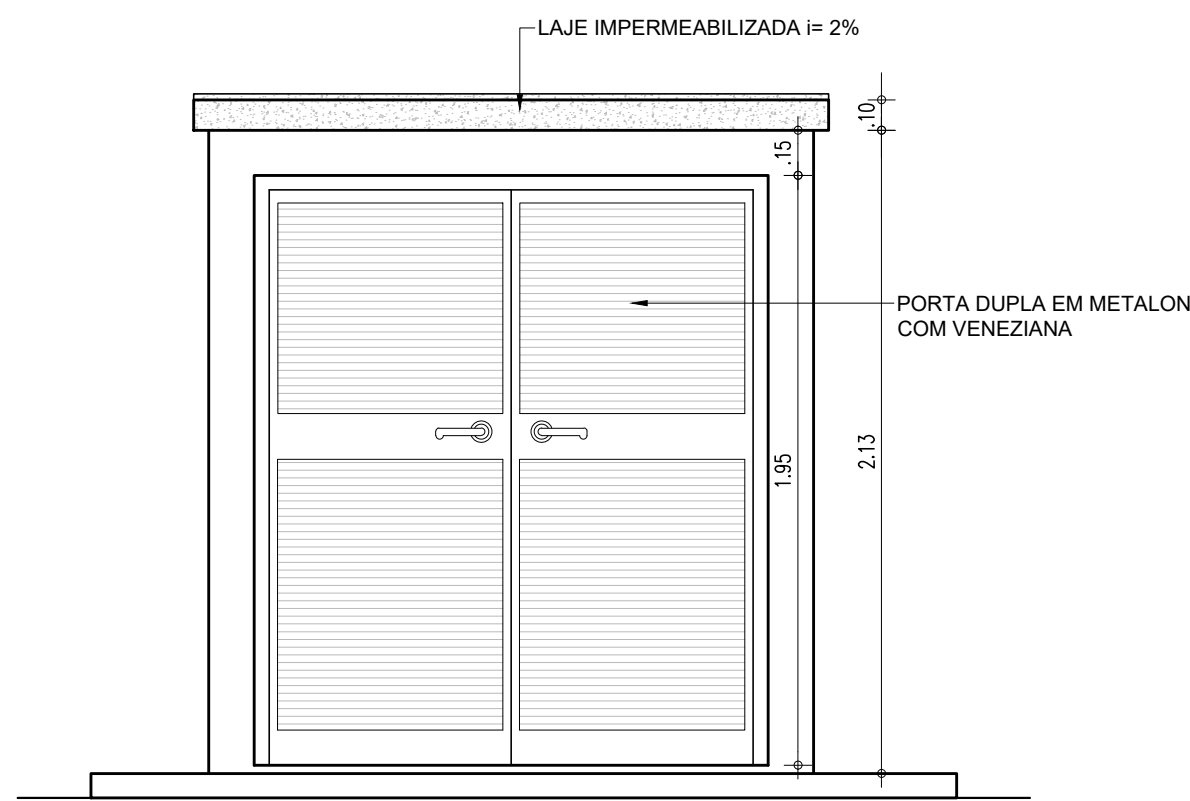 LAJE IMPERMEABILIZADA i= 2%
.10
.15
PORTA DUPLA EM METALON
COM VENEZIANA
1.95
2.13